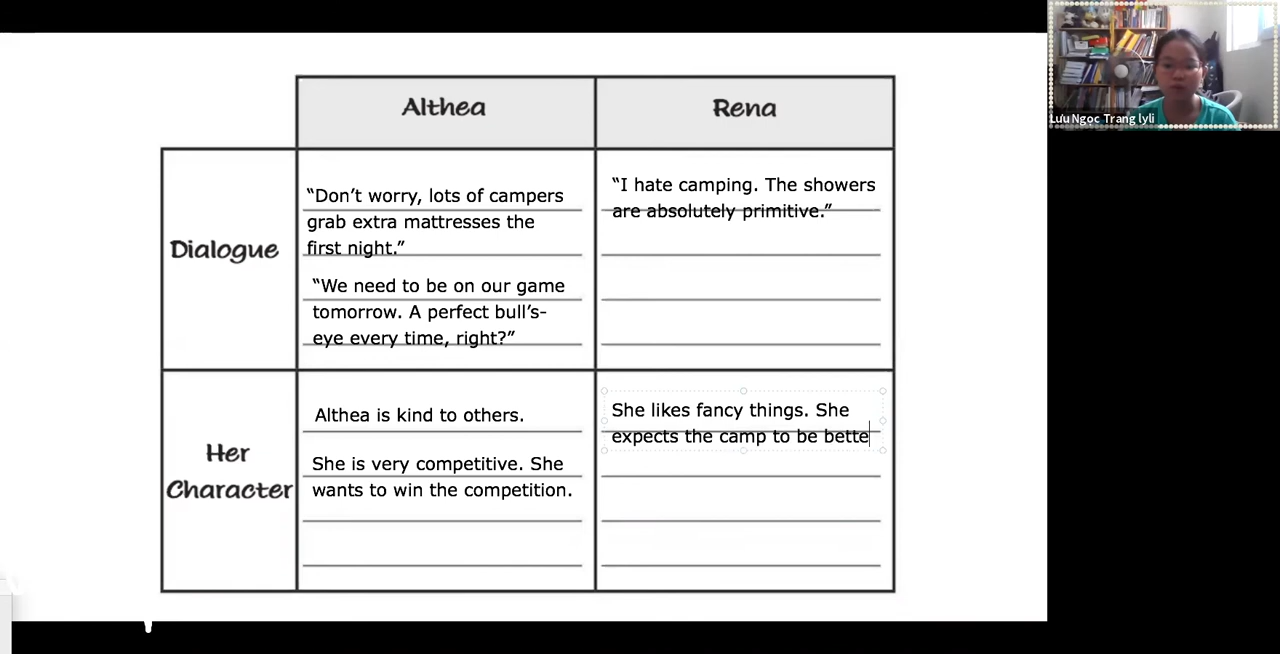 Lưu Ngọc Trang lyli
Althea
Rena
Dialogue
“Don’t worry, lots of campers
grab extra mattresses the
first night.”
“We need to be on our game
tomorrow. A perfect bull’s-
eye every time, right?”
“I hate camping. The showers
are absolutely primitive.”
Her
Character
Althea is kind to others.
She is very competitive. She
wants to win the competition.
She likes fancy things. She
expects the camp to be bette